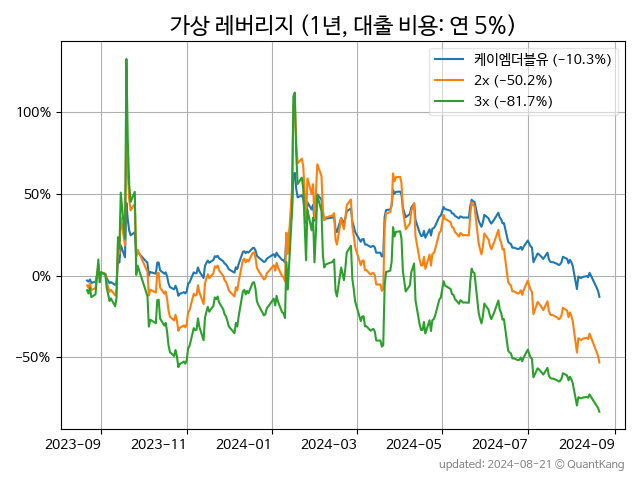 가상 레버리지 (1년, 대출 비용: 연 5%)
케이엠더블유 (−10.3%)
2x (−50.2%)
3x (−81.7%)
100%
50%
0%
−50%
2023-09
2023-11
2024-01
2024-03
2024-05
2024-07
2024-09
updated: 2024-08-21 © QuantKang